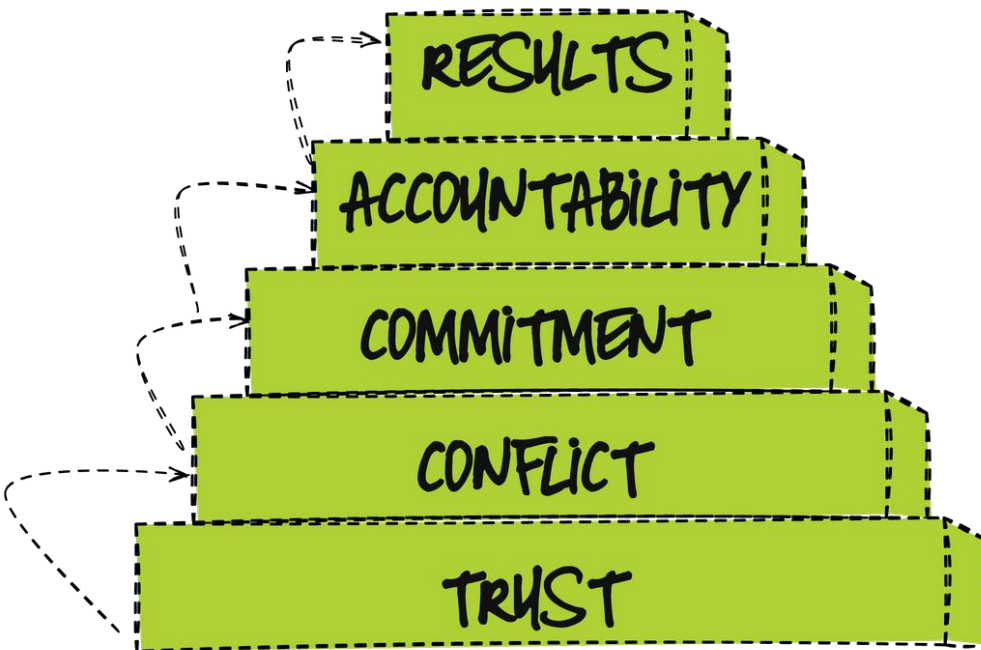 RESULTS
ACCOUNTABiLiTY
COMMiTMENT
CONFLiCT
TRUST